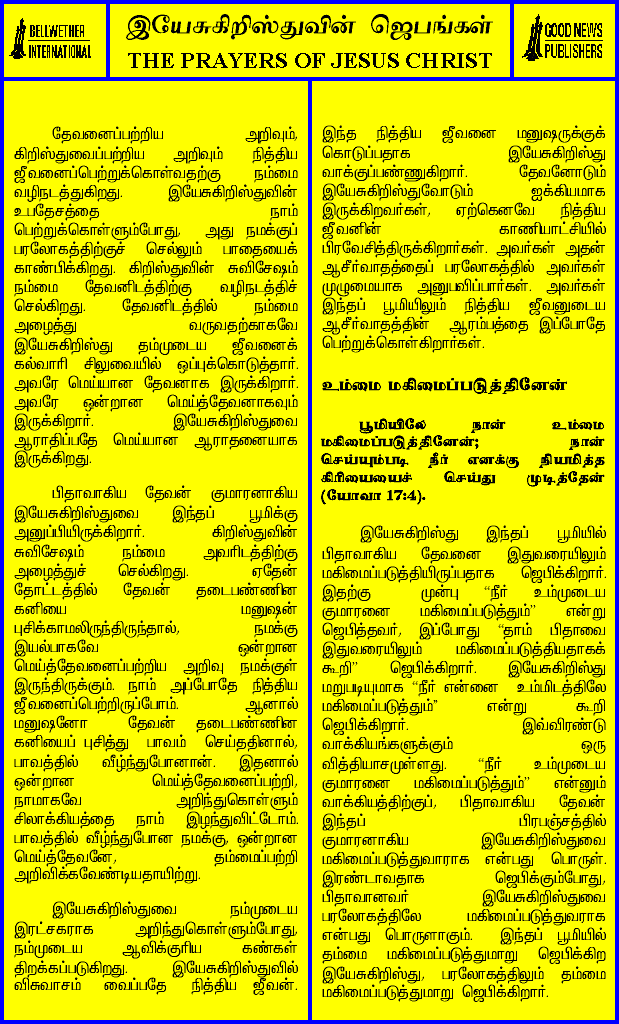 BELLWETHER
INTERNATIONAL
இயேசுகிறிஸ்துவின் ஜெபங்கள்
THE PRAYERS OF JESUS CHRIST
GOOD NEWS
PUBLISHERS
தேவனைப்பற்றிய அறிவும்,
கிறிஸ்துவைப்பற்றிய அறிவும் நித்திய
ஜீவனைப்பெற்றுக்கொள்வதற்கு நம்மை
வழிநடத்துகிறது. இயேசுகிறிஸ்துவின்
உபதேசத்தை நாம்
பெற்றுக்கொள்ளும்போது, அது நமக்குப்
பரலோகத்திற்குச் செல்லும் பாதையைக்
காண்பிக்கிறது. கிறிஸ்துவின் சுவிசேஷம்
நம்மை தேவனிடத்திற்கு வழிநடத்திச்
செல்கிறது. தேவனிடத்தில் நம்மை
அழைத்து வருவதற்காகவே
இயேசுகிறிஸ்து தம்முடைய ஜீவனைக்
கல்வாரி சிலுவையில் ஒப்புக்கொடுத்தார்.
அவரே மெய்யான தேவனாக இருக்கிறார்.
அவரே ஒன்றான மெய்த்தேவனாகவும்
இருக்கிறார். இயேசுகிறிஸ்துவை
ஆராதிப்பதே மெய்யான ஆராதனையாக
இருக்கிறது.
பிதாவாகிய தேவன் குமாரனாகிய
இயேசுகிறிஸ்துவை இந்தப் பூமிக்கு
அனுப்பியிருக்கிறார். கிறிஸ்துவின்
சுவிசேஷம் நம்மை அவரிடத்திற்கு
அழைத்துச் செல்கிறது. ஏதேன்
தோட்டத்தில் தேவன் தடைபண்ணின
கனியை மனுஷன்
புசிக்காமலிருந்திருந்தால், நமக்கு
இயல்பாகவே ஒன்றான
மெய்த்தேவனைப்பற்றிய அறிவு நமக்குள்
இருந்திருக்கும். நாம் அப்போதே நித்திய
ஜீவனைப்பெற்றிருப்போம். ஆனால்
மனுஷனோ தேவன் தடைபண்ணின
கனியைப் புசித்து பாவம் செய்ததினால்,
பாவத்தில் வீழ்ந்துபோனான். இதனால்
ஒன்றான மெய்த்தேவனைப்பற்றி,
நாமாகவே அறிந்துகொள்ளும்
சிலாக்கியத்தை நாம் இழந்துவிட்டோம்.
பாவத்தில் வீழ்ந்துபோன நமக்கு, ஒன்றான
மெய்த்தேவனே, தம்மைப்பற்றி
அறிவிக்கவேண்டியதாயிற்று.
இயேசுகிறிஸ்துவை நம்முடைய
இரட்சகராக அறிந்துகொள்ளும்போது,
நம்முடைய ஆவிக்குரிய கண்கள்
திறக்கப்படுகிறது. இயேசுகிறிஸ்துவில்
விசுவாசம் வைப்பதே நித்திய ஜீவன்.
இந்த நித்திய ஜீவனை மனுஷருக்குக்
கொடுப்பதாக இயேசுகிறிஸ்து
வாக்குப்பண்ணுகிறார். தேவனோடும்
இயேசுகிறிஸ்துவோடும் ஐக்கியமாக
இருக்கிறவர்கள், ஏற்கெனவே நித்திய
ஜீவனின் காணியாட்சியில்
பிரவேசித்திருக்கிறார்கள். அவர்கள் அதன்
ஆசீர்வாதத்தைப் பரலோகத்தில் அவர்கள்
முழுமையாக அனுபவிப்பார்கள். அவர்கள்
இந்தப் பூமியிலும் நித்திய ஜீவனுடைய
ஆசீர்வாதத்தின் ஆரம்பத்தை இப்போதே
பெற்றுக்கொள்கிறார்கள்.
உம்மை மகிமைப்படுத்தினேன்
பூமியிலே நான் உம்மை
மகிமைப்படுத்தினேன்; நான்
செய்யும்படி நீர் எனக்கு நியமித்த
கிரியையைச் செய்து முடித்தேன்
(யோவா 17:4).
இயேசுகிறிஸ்து இந்தப் பூமியில்
பிதாவாகிய தேவனை இதுவரையிலும்
மகிமைப்படுத்தியிருப்பதாக ஜெபிக்கிறார்.
இதற்கு முன்பு “நீர் உம்முடைய
குமாரனை மகிமைப்படுத்தும்” என்று
ஜெபித்தவர், இப்போது “தாம் பிதாவை
இதுவரையிலும் மகிமைப்படுத்தியதாகக்
கூறி” ஜெபிக்கிறார். இயேசுகிறிஸ்து
மறுபடியுமாக “நீர் என்னை உம்மிடத்திலே
மகிமைப்படுத்தும்” என்று கூறி
ஜெபிக்கிறார். இவ்விரண்டு
வாக்கியங்களுக்கும் ஒரு
வித்தியாசமுள்ளது. “நீர் உம்முடைய
குமாரனை மகிமைப்படுத்தும்” என்னும்
வாக்கியத்திற்குப், பிதாவாகிய தேவன்
இந்தப் பிரபஞ்சத்தில்
குமாரனாகிய இயேசுகிறிஸ்துவை
மகிமைப்படுத்துவாராக என்பது பொருள்.
இரண்டாவதாக ஜெபிக்கும்போது,
பிதாவானவர் இயேசுகிறிஸ்துவை
பரலோகத்திலே மகிமைப்படுத்துவராக
என்பது பொருளாகும். இந்தப் பூமியில்
தம்மை மகிமைப்படுத்துமாறு ஜெபிக்கிற
இயேசுகிறிஸ்து, பரலோகத்திலும் தம்மை
மகிமைப்படுத்துமாறு ஜெபிக்கிறார்.